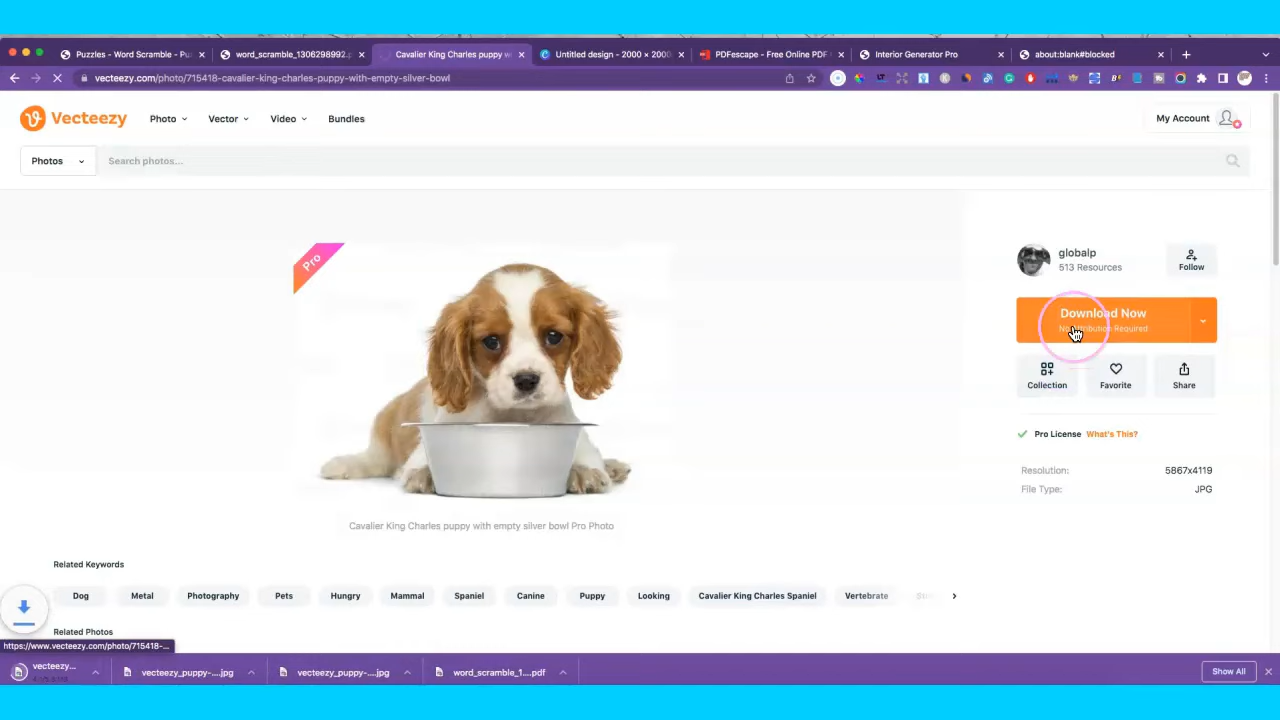 Puzzles - Word Scramble - Pu
word_scramble_1306298992.p
Cavalier King Charles puppy w
Untitled design - 2000 × 2000
PDFescape - Free Online PDF
Interior Generator Pro
about:blank#blocked
vecteezy.com/photo/715418-cavalier-king-charles-puppy-with-empty-silver-bowl
Vecteezy
Photo
Vector
Video
Bundles
My Account
Photos
Search photos...
Pro
globalp
513 Resources
Follow
Download Now
No Attribution Required
Collection
Favorite
Share
Pro License What's This?
Resolution: 5867x4119
File Type: JPG
Cavalier King Charles puppy with empty silver bowl Pro Photo
Related Keywords
Dog
Metal
Photography
Pets
Hungry
Mammal
Spaniel
Canine
Puppy
Looking
Cavalier King Charles Spaniel
Vertebrate
Related Photos
https://www.vecteezy.com/photo/715418-...
vecteezy...
vecteezy_puppy-....jpg
vecteezy_puppy-....jpg
word_scramble_1....pdf
Show All